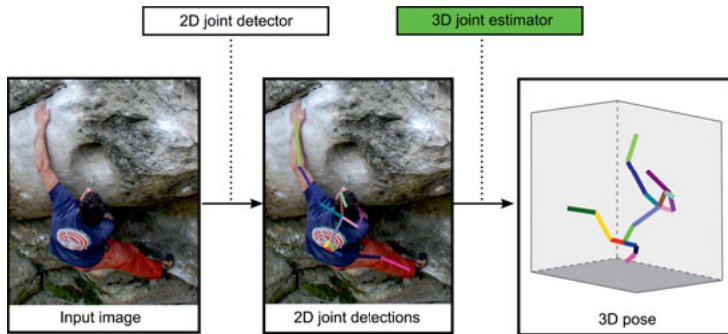 2D joint detector
3D joint estimator
Input image
2D joint detections
3D pose